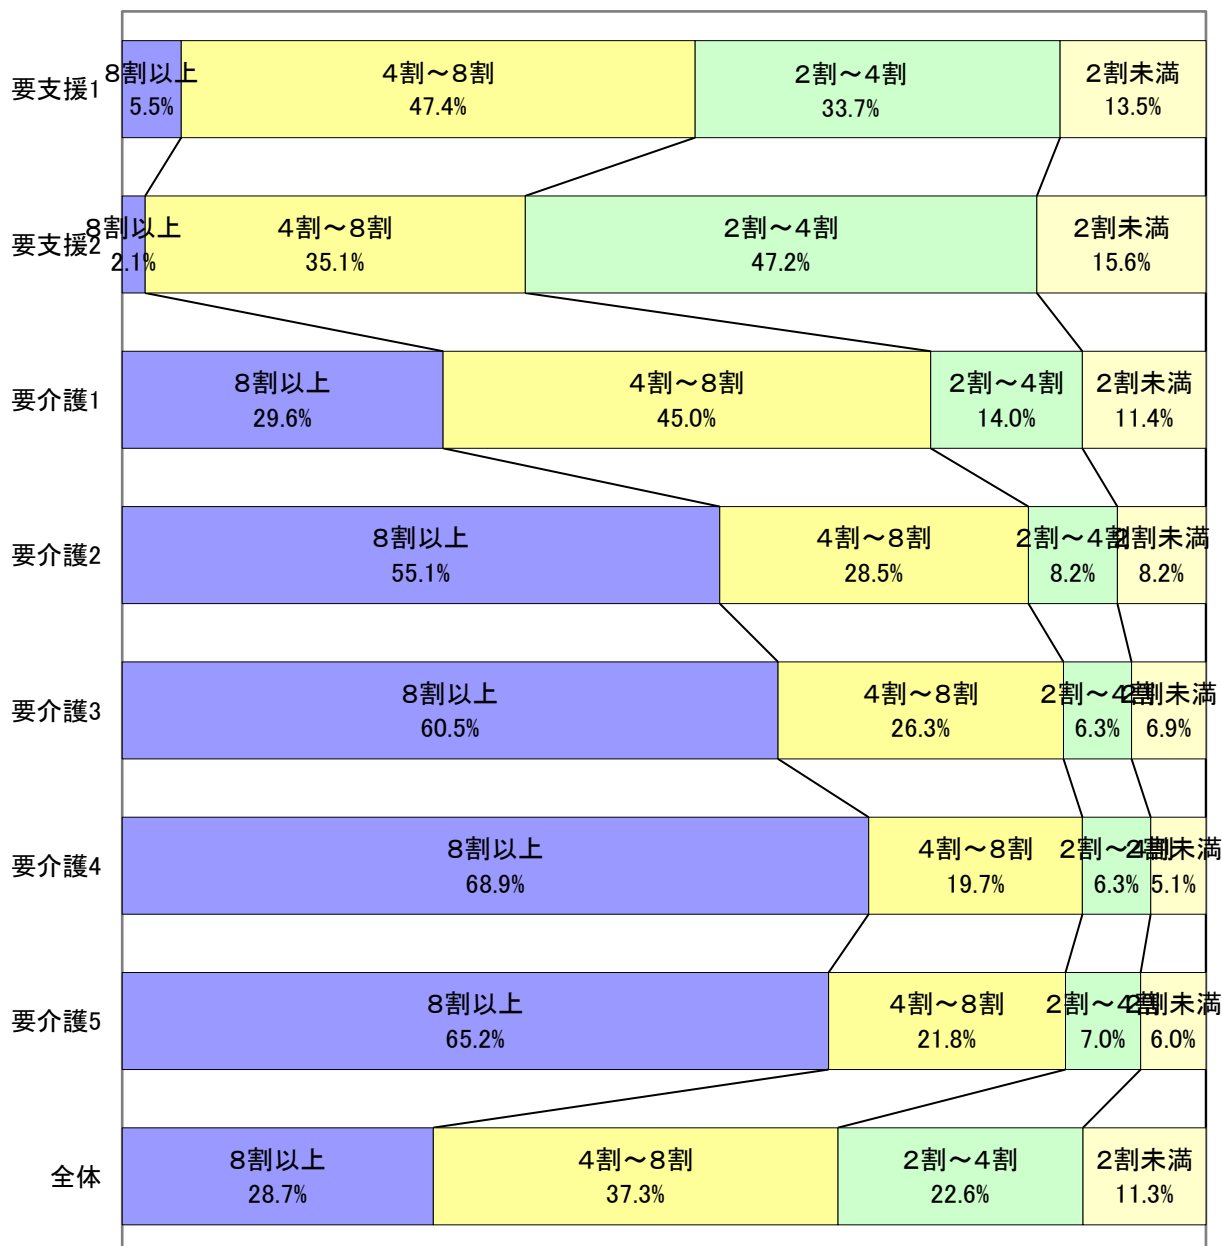 要支援1
8割以上
5.5%
4割～8割
47.4%
2割～4割
33.7%
2割未満
13.5%
要支援2
8割以上
2.1%
4割～8割
35.1%
2割～4割
47.2%
2割未満
15.6%
要介護1
8割以上
29.6%
4割～8割
45.0%
2割～4割
14.0%
2割未満
11.4%
要介護2
8割以上
55.1%
4割～8割
28.5%
2割～4割
8.2%
2割未満
8.2%
要介護3
8割以上
60.5%
4割～8割
26.3%
2割～4割
6.3%
2割未満
6.9%
要介護4
8割以上
68.9%
4割～8割
19.7%
2割～4割
6.3%
2割未満
5.1%
要介護5
8割以上
65.2%
4割～8割
21.8%
2割～4割
7.0%
2割未満
6.0%
全体
8割以上
28.7%
4割～8割
37.3%
2割～4割
22.6%
2割未満
11.3%